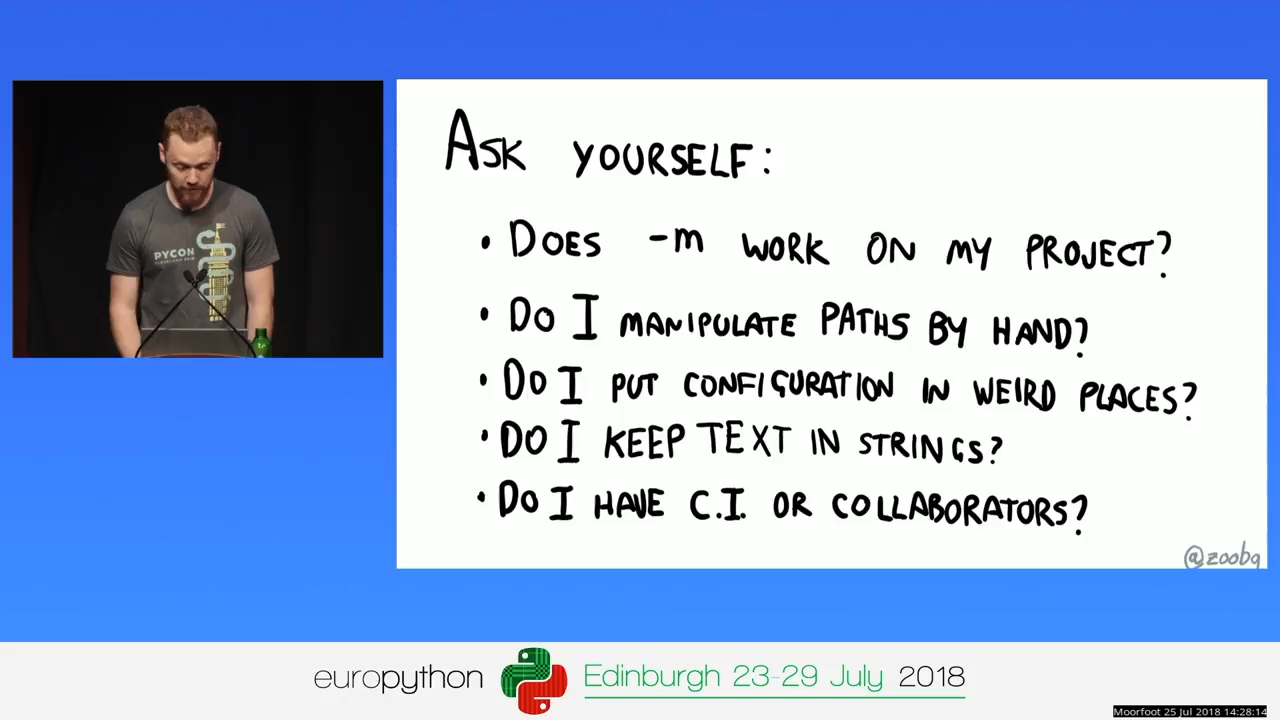 Ask yourself:
• Does -m work on my project?
• Do I manipulate paths by hand?
• Do I put configuration in weird places?
• Do I keep text in strings?
• Do I have C.I. or collaborators?
@zooba
PYCON
europython Edinburgh 23-29 July 2018
Moorfoot 25 Jul 2018 14:28:14